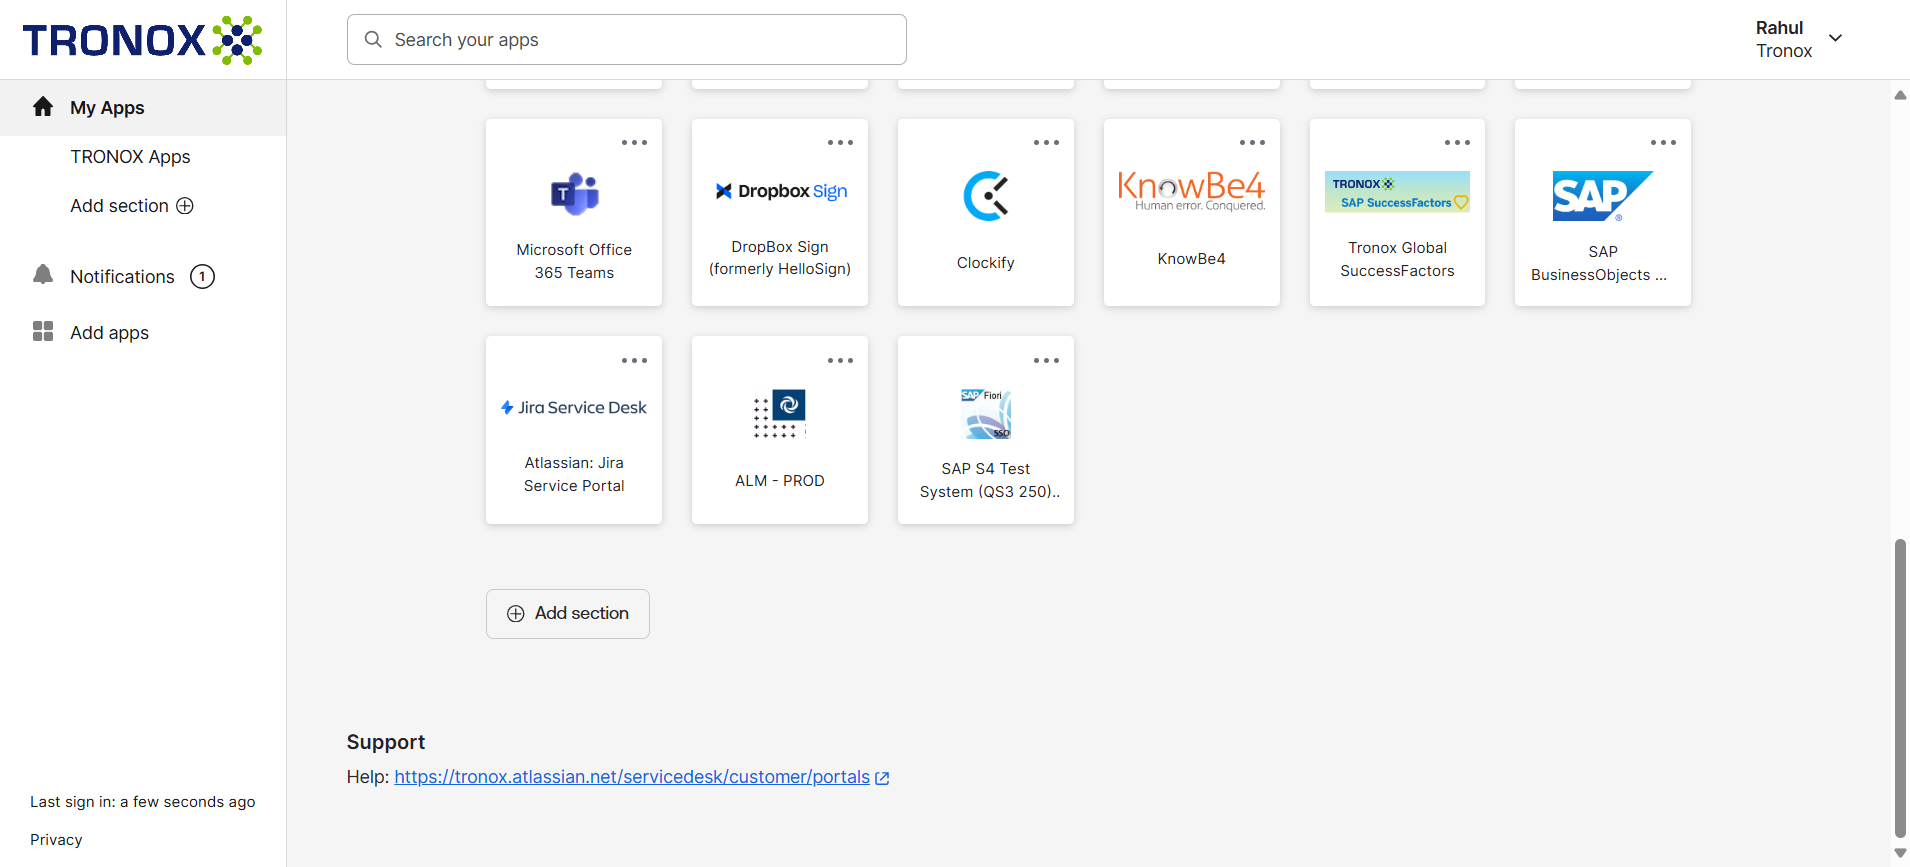 TRONOX
Search your apps
Rahul
Tronox
My Apps
TRONOX Apps
Add section
Notifications 1
Add apps
Microsoft Office
365 Teams
Dropbox Sign
DropBox Sign
(formerly HelloSign)
Clockify
KnowBe4
Human error. Conquered.
KnowBe4
TRONOX
SAP SuccessFactors
Tronox Global
SuccessFactors
SAP
SAP
BusinessObjects ...
Jira Service Desk
Atlassian: Jira
Service Portal
ALM - PROD
SAP Fiori
SSO
SAP S4 Test
System (QS3 250)..
Add section
Support
Help: https://tronox.atlassian.net/servicedesk/customer/portals
Last sign in: a few seconds ago
Privacy